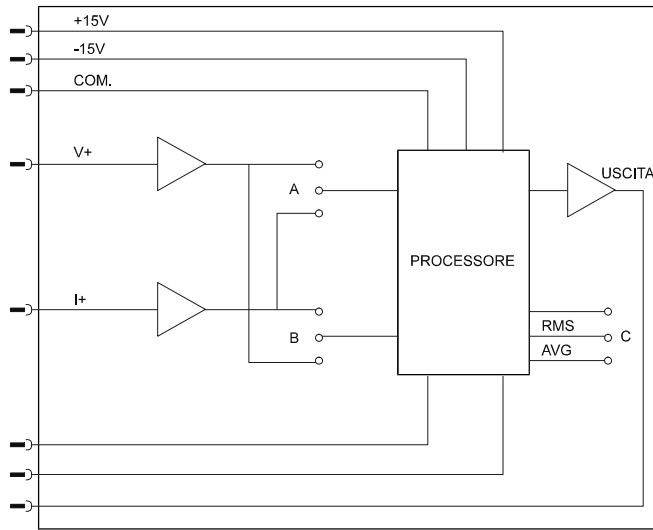 +15V
-15V
COM.
V+
A
USCITA
PROCESSORE
I+
RMS
B
C
AVG